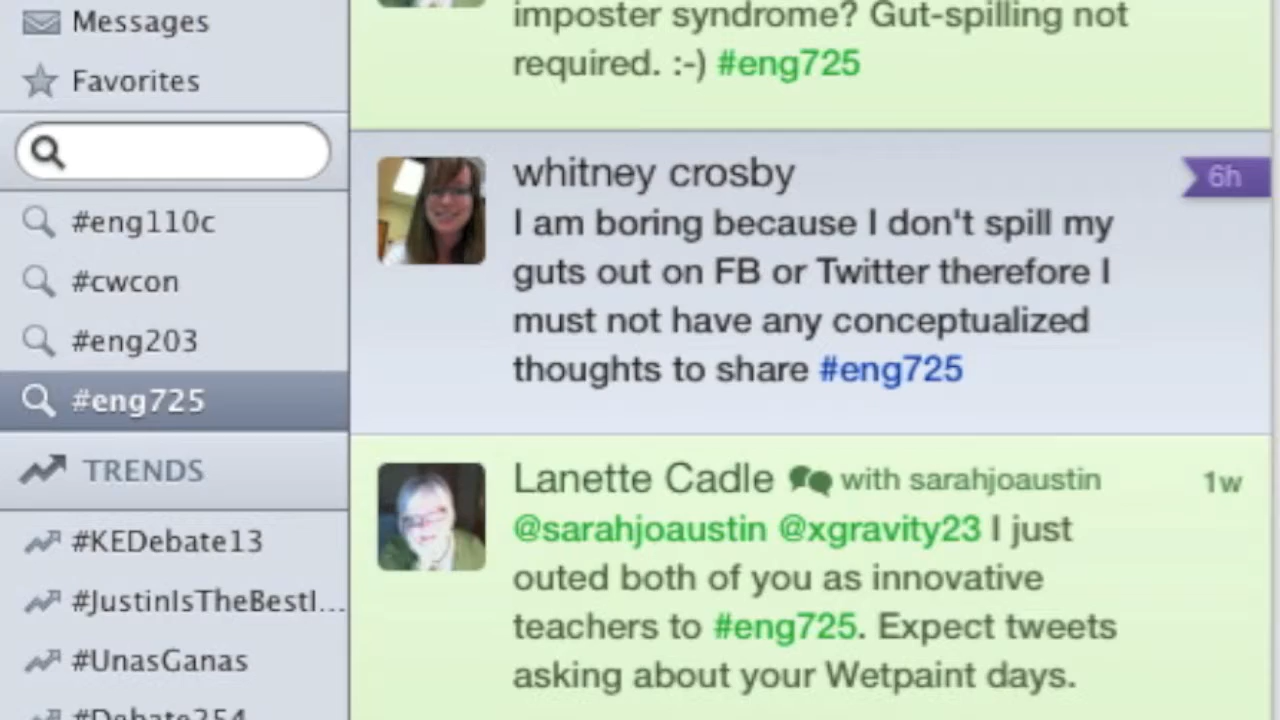 Messages
Favorites
#eng110c
#cwcon
#eng203
#eng725
TRENDS
#KEDebate13
#JustinIsTheBestI...
#UnasGanas
#Debate254
imposter syndrome? Gut-spilling not
required. :-) #eng725
whitney crosby 6h
I am boring because I don't spill my
guts out on FB or Twitter therefore I
must not have any conceptualized
thoughts to share #eng725
Lanette Cadle with sarahjoaustin 1w
@sarahjoaustin @xgravity23 I just
outed both of you as innovative
teachers to #eng725. Expect tweets
asking about your Wetpaint days.